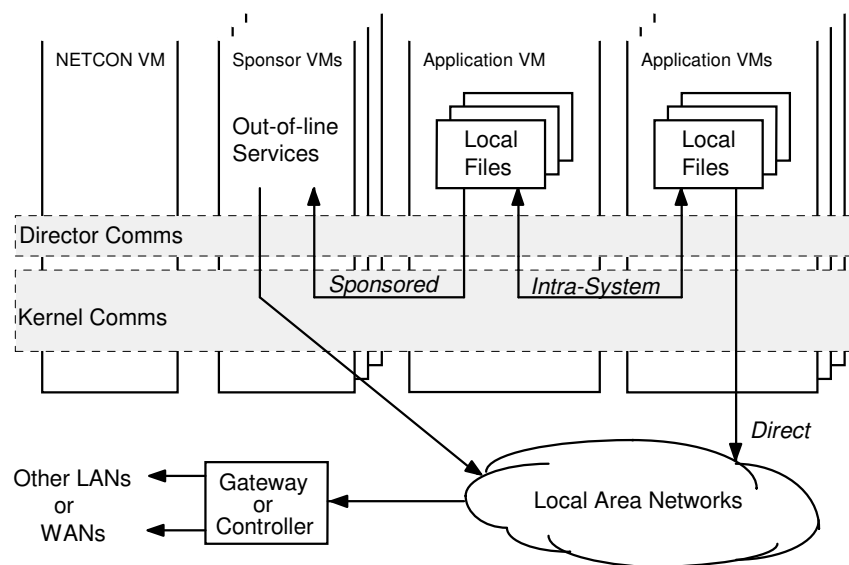 NETCON VM
Sponsor VMs
Application VM
Application VMs
Out-of-line
Services
Local
Files
Local
Files
Director Comms
Sponsored
Intra-System
Kernel Comms
Direct
Other LANs
or
WANs
Gateway
or
Controller
Local Area Networks